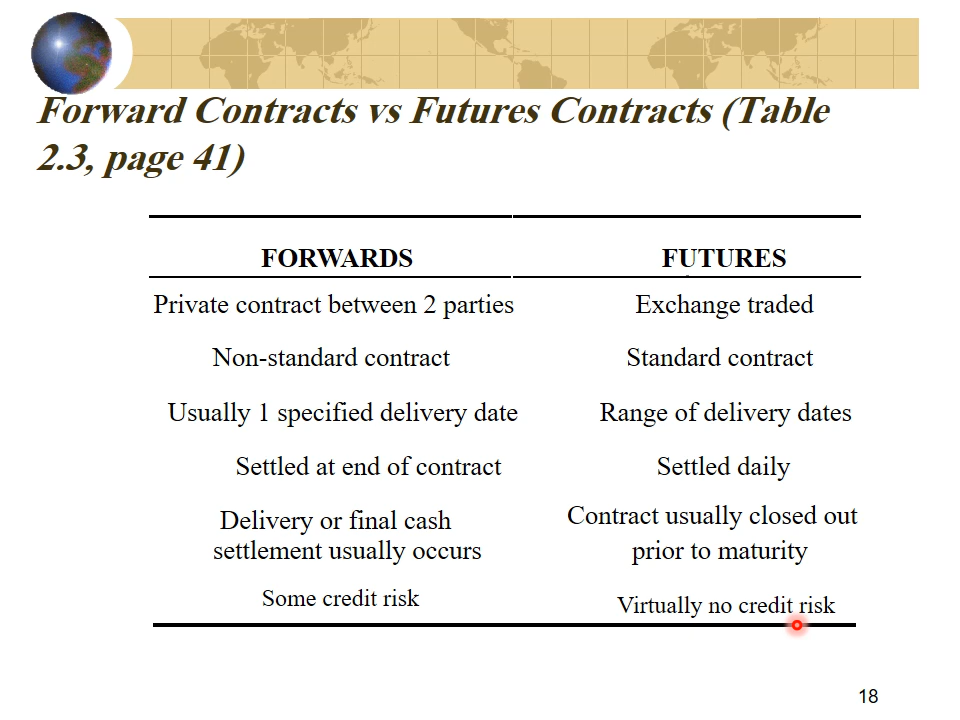 Forward Contracts vs Futures Contracts (Table
2.3, page 41)
FORWARDS FUTURES
Private contract between 2 parties Exchange traded
Non-standard contract Standard contract
Usually 1 specified delivery date Range of delivery dates
Settled at end of contract Settled daily
Delivery or final cash
settlement usually occurs
Contract usually closed out
prior to maturity
Some credit risk Virtually no credit risk
18